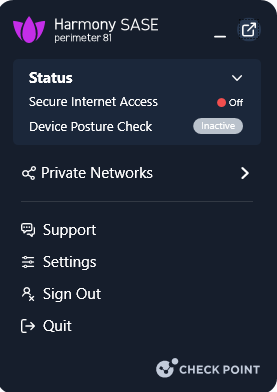 Harmony SASE
perimeter 81
Status
Secure Internet Access Off
Device Posture Check Inactive
Private Networks
Support
Settings
Sign Out
Quit
CHECK POINT